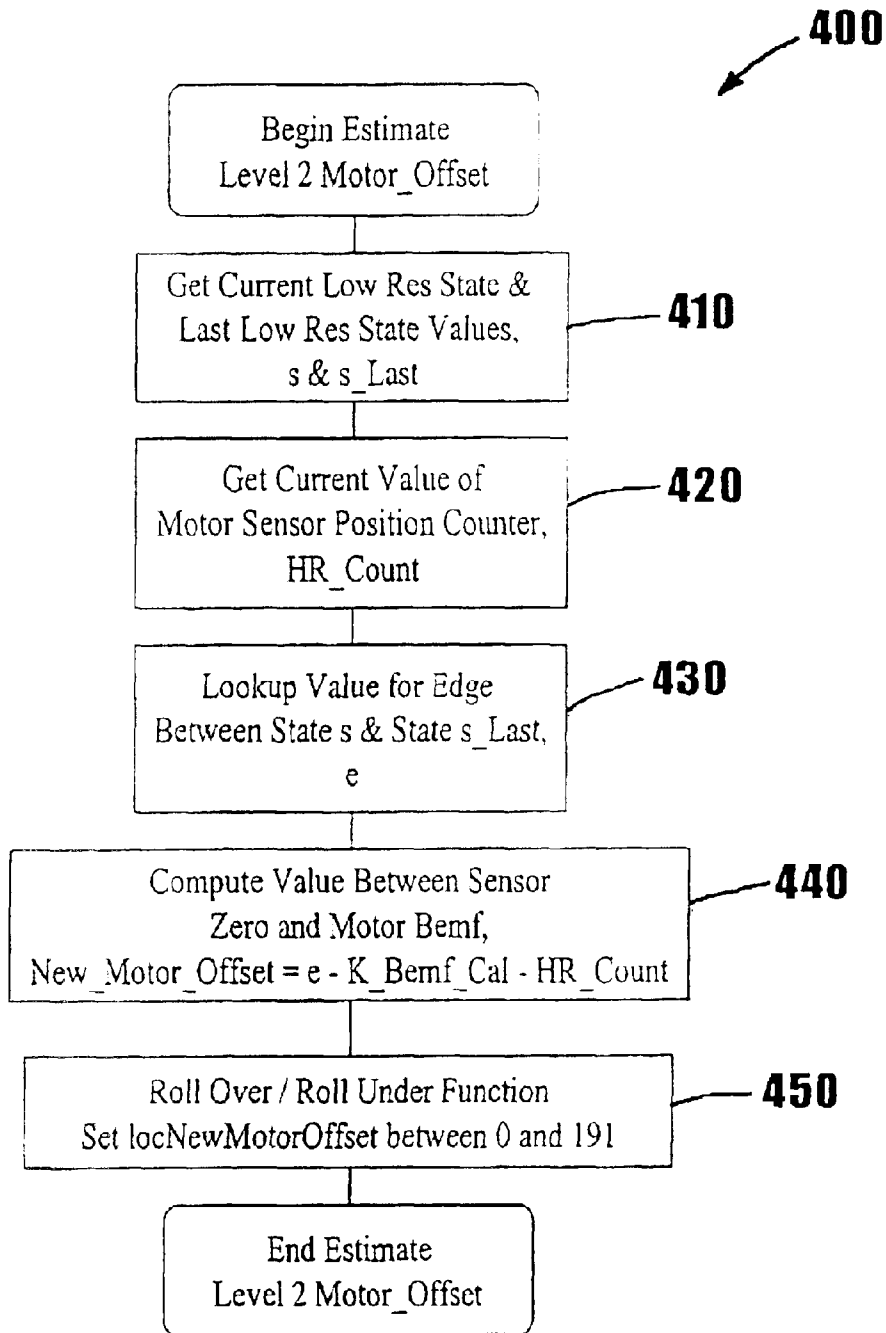 400
Begin Estimate
Level 2 Motor_Offset
Get Current Low Res State &
Last Low Res State Values,
s & s_Last
410
Get Current Value of
Motor Sensor Position Counter,
HR_Count
420
Lookup Value for Edge
Between State s & State s_Last,
e
430
Compute Value Between Sensor
Zero and Motor Bemf,
New_Motor_Offset = e - K_Bemf_Cal - HR_Count
440
Roll Over / Roll Under Function
Set locNewMotorOffset between 0 and 191
450
End Estimate
Level 2 Motor_Offset